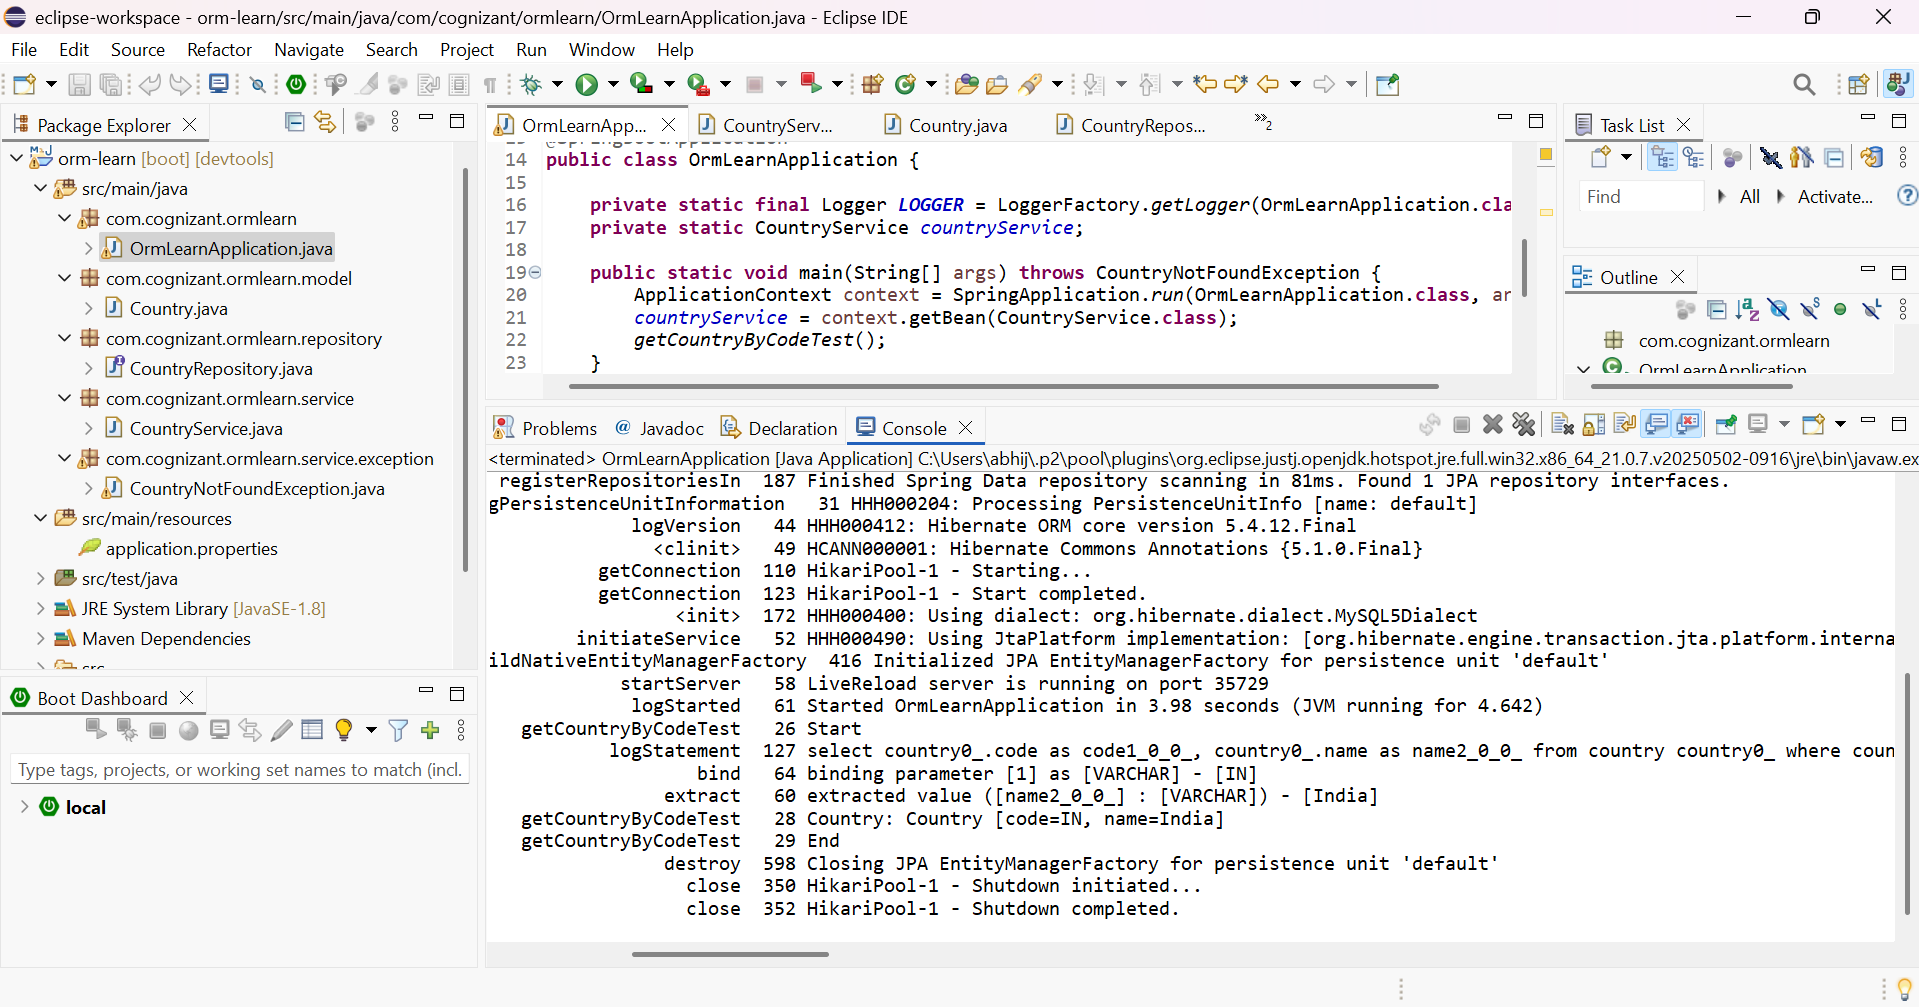 eclipse-workspace - orm-learn/src/main/java/com/cognizant/ormlearn/OrmLearnApplication.java - Eclipse IDE
File Edit Source Refactor Navigate Search Project Run Window Help
Package Explorer
orm-learn [boot] [devtools]
src/main/java
com.cognizant.ormlearn
OrmLearnApplication.java
com.cognizant.ormlearn.model
Country.java
com.cognizant.ormlearn.repository
CountryRepository.java
com.cognizant.ormlearn.service
CountryService.java
com.cognizant.ormlearn.service.exception
CountryNotFoundException.java
src/main/resources
application.properties
src/test/java
JRE System Library [JavaSE-1.8]
Maven Dependencies
src
Boot Dashboard
Type tags, projects, or working set names to match (incl.
local
OrmLearnApp... CountryServ... Country.java CountryRepos... »2
14 public class OrmLearnApplication {
15
16 private static final Logger LOGGER = LoggerFactory.getLogger(OrmLearnApplication.cla
17 private static CountryService countryService;
18
19 public static void main(String[] args) throws CountryNotFoundException {
20 ApplicationContext context = SpringApplication.run(OrmLearnApplication.class, ar
21 countryService = context.getBean(CountryService.class);
22 getCountryByCodeTest();
23 }
Task List
Find All Activate...
Outline
com.cognizant.ormlearn
OrmLearnApplication
Problems Javadoc Declaration Console
<terminated> OrmLearnApplication [Java Application] C:\Users\abhij\.p2\pool\plugins\org.eclipse.justj.openjdk.hotspot.jre.full.win32.x86_64_21.0.7.v20250502-0916\jre\bin\javaw.ex
registerRepositoriesIn 187 Finished Spring Data repository scanning in 81ms. Found 1 JPA repository interfaces.
gPersistenceUnitInformation 31 HHH000204: Processing PersistenceUnitInfo [name: default]
logVersion 44 HHH000412: Hibernate ORM core version 5.4.12.Final
<clinit> 49 HCANN000001: Hibernate Commons Annotations {5.1.0.Final}
getConnection 110 HikariPool-1 - Starting...
getConnection 123 HikariPool-1 - Start completed.
<init> 172 HHH000400: Using dialect: org.hibernate.dialect.MySQL5Dialect
initiateService 52 HHH000490: Using JtaPlatform implementation: [org.hibernate.engine.transaction.jta.platform.interna
ildNativeEntityManagerFactory 416 Initialized JPA EntityManagerFactory for persistence unit 'default'
startServer 58 LiveReload server is running on port 35729
logStarted 61 Started OrmLearnApplication in 3.98 seconds (JVM running for 4.642)
getCountryByCodeTest 26 Start
logStatement 127 select country0_.code as code1_0_0_, country0_.name as name2_0_0_ from country country0_ where coun
bind 64 binding parameter [1] as [VARCHAR] - [IN]
extract 60 extracted value ([name2_0_0_] : [VARCHAR]) - [India]
getCountryByCodeTest 28 Country: Country [code=IN, name=India]
getCountryByCodeTest 29 End
destroy 598 Closing JPA EntityManagerFactory for persistence unit 'default'
close 350 HikariPool-1 - Shutdown initiated...
close 352 HikariPool-1 - Shutdown completed.